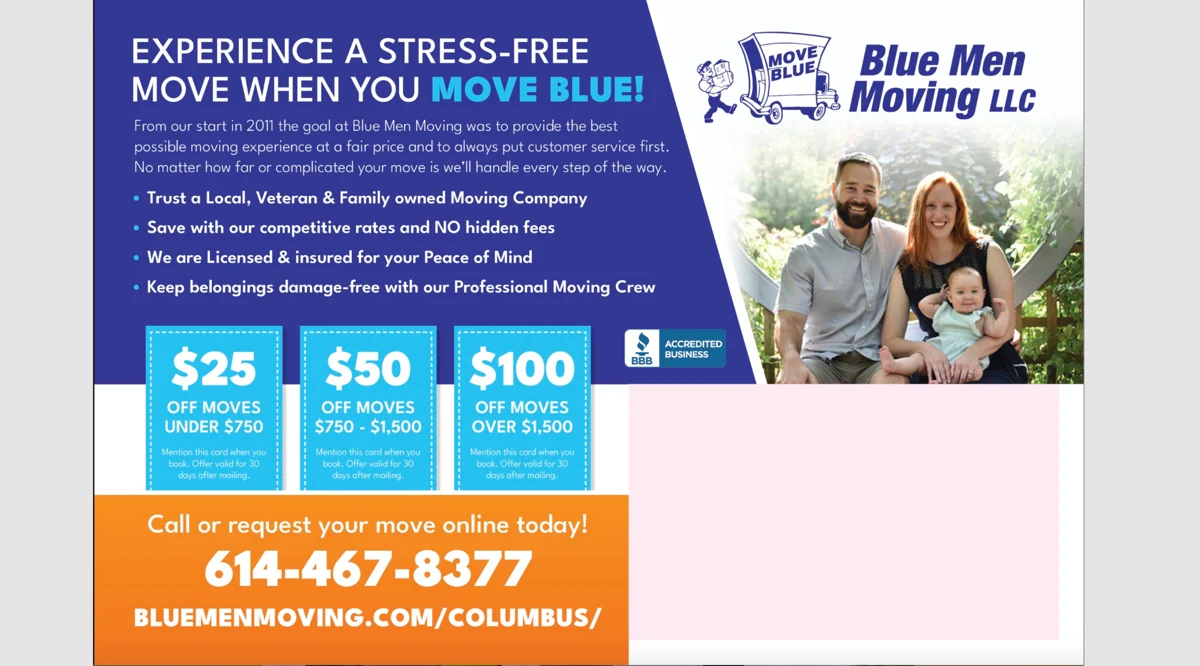 EXPERIENCE A STRESS-FREE
MOVE WHEN YOU MOVE BLUE!
From our start in 2011 the goal at Blue Men Moving was to provide the best
possible moving experience at a fair price and to always put customer service first.
No matter how far or complicated your move is we'll handle every step of the way.
• Trust a Local, Veteran & Family owned Moving Company
• Save with our competitive rates and NO hidden fees
• We are Licensed & insured for your Peace of Mind
• Keep belongings damage-free with our Professional Moving Crew
MOVE
BLUE
Blue Men
Moving LLC
BBB
ACCREDITED
BUSINESS
$25
OFF MOVES
UNDER $750
Mention this card when you
book. Offer valid for 30
days after mailing.
$50
OFF MOVES
$750 - $1,500
Mention this card when you
book. Offer valid for 30
days after mailing.
$100
OFF MOVES
OVER $1,500
Mention this card when you
book. Offer valid for 30
days after mailing.
Call or request your move online today!
614-467-8377
BLUEMENMOVING.COM/COLUMBUS/